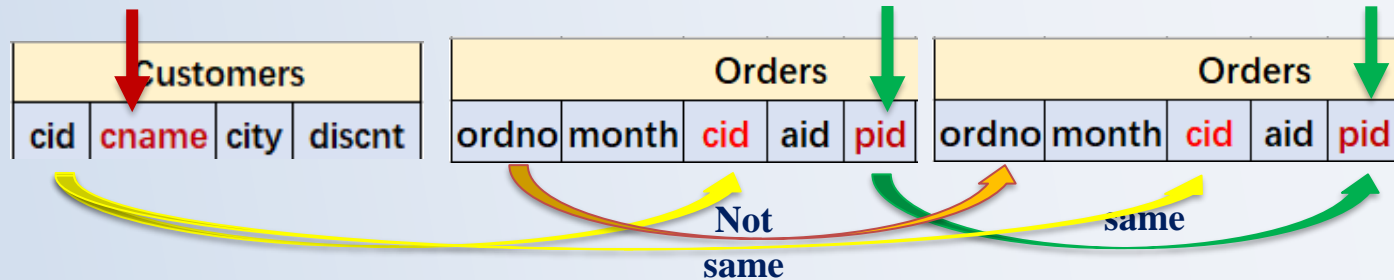 Customers
cid cname city discnt
Orders
ordno month cid aid pid
Orders
ordno month cid aid pid
Not
same
same